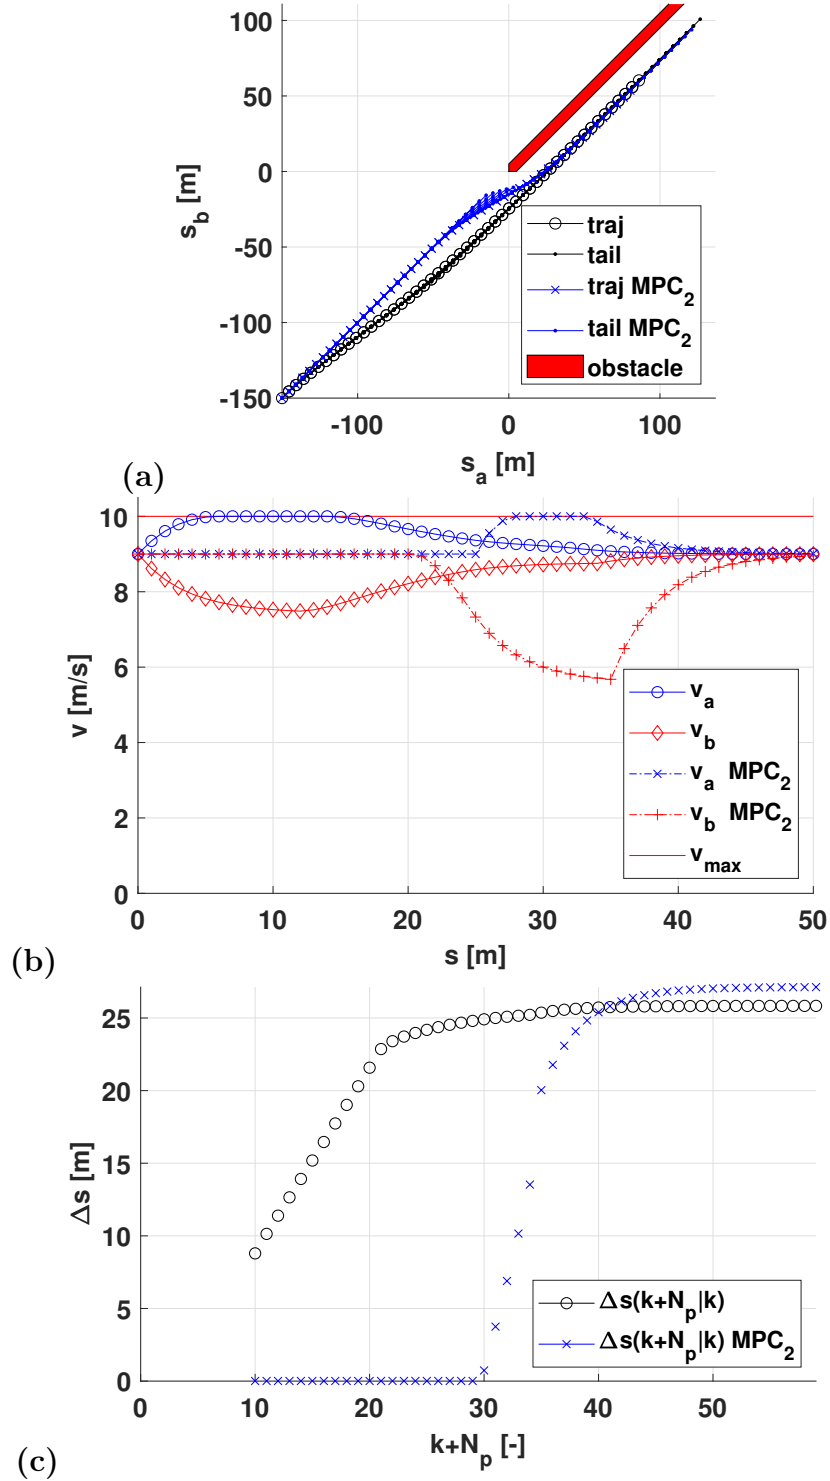 100
50
0
-50
-100
-150
s_b [m]
traj
tail
traj MPC_2
tail MPC_2
obstacle
-100
0
100
s_a [m]
(a)
10
8
6
4
2
0
v [m/s]
v_a
v_b
v_a MPC_2
v_b MPC_2
v_max
0
10
20
30
40
50
s [m]
(b)
25
20
15
10
5
0
Δs [m]
Δs(k+N_p|k)
Δs(k+N_p|k) MPC_2
0
10
20
30
40
50
k+N_p [-]
(c)